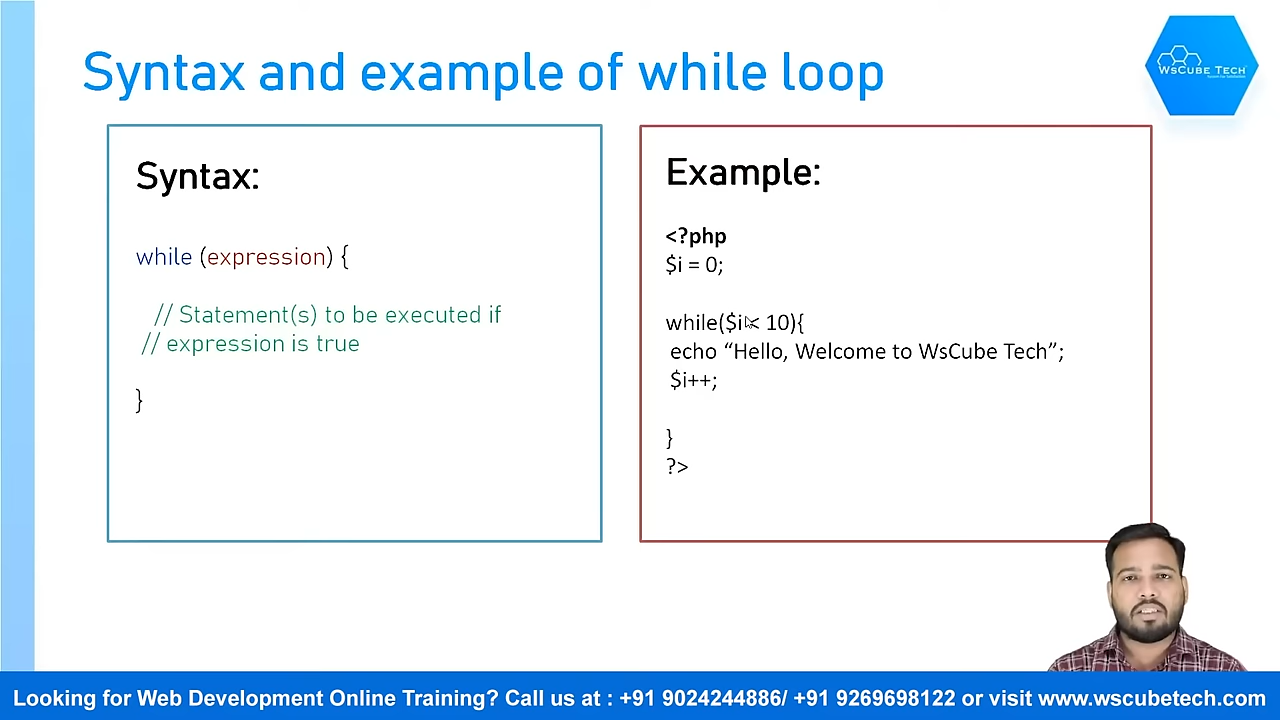 Syntax and example of while loop
WsCube Tech
Syntax:
while (expression) {
// Statement(s) to be executed if
// expression is true
}
Example:
<?php
$i = 0;
while($i< 10){
echo “Hello, Welcome to WsCube Tech”;
$i++;
}
?>
Looking for Web Development Online Training? Call us at : +91 9024244886/ +91 9269698122 or visit www.wscubetech.com